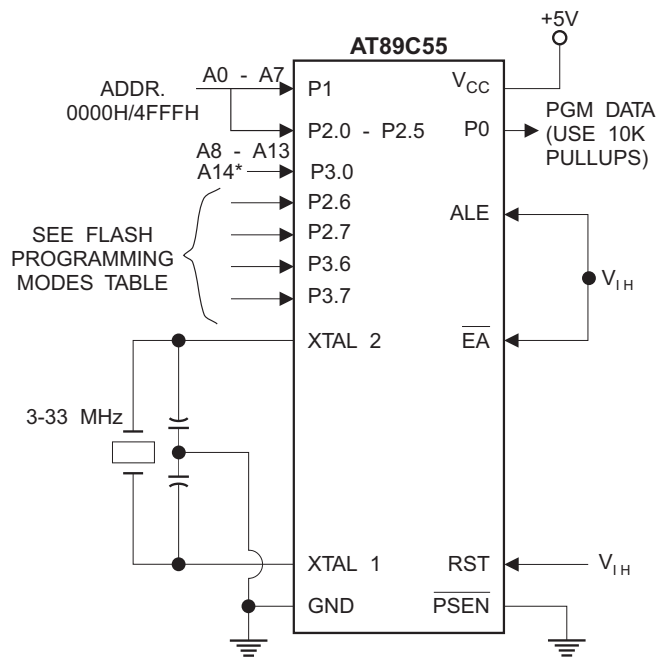 +5V
AT89C55
A0 - A7
ADDR.
0000H/4FFFH
P1
VCC
P2.0 - P2.5
P0
PGM DATA
(USE 10K
PULLUPS)
A8 - A13
A14*
P3.0
P2.6
ALE
SEE FLASH
PROGRAMMING
MODES TABLE
P2.7
P3.6
VIH
P3.7
XTAL 2
EA
3-33 MHz
XTAL 1
RST
VIH
GND
PSEN